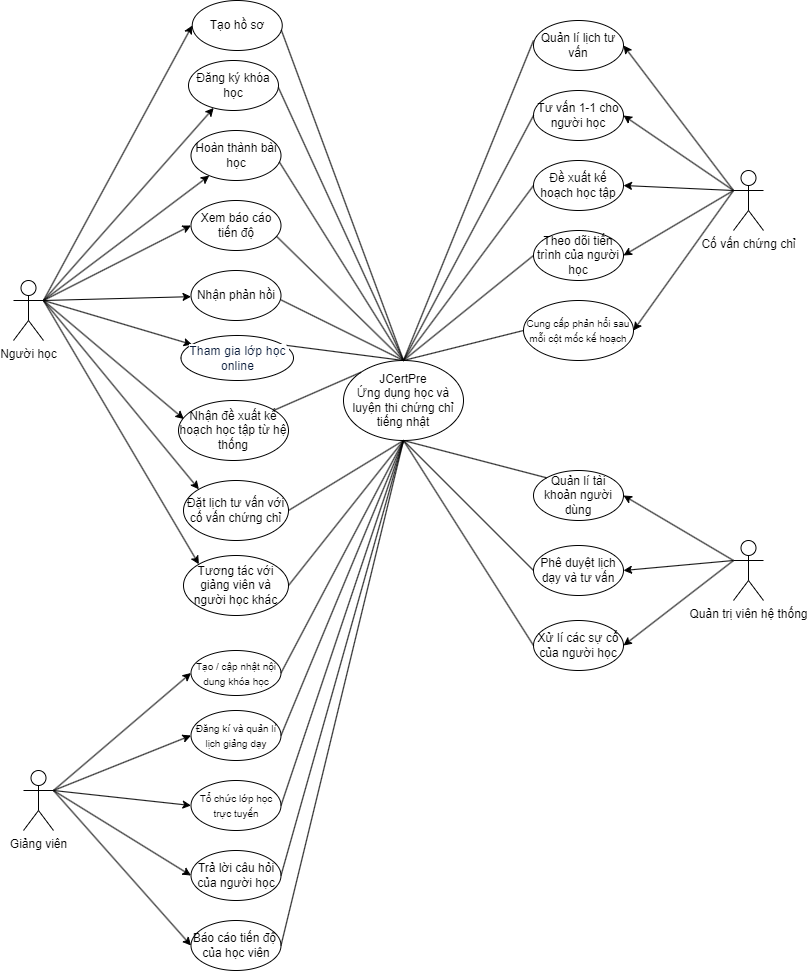 Tạo hồ sơ
Đăng ký khóa
học
Hoàn thành bài
học
Xem báo cáo
tiến độ
Nhận phản hồi
Tham gia lớp học
online
Nhận đề xuất kế
hoạch học tập từ hệ
thống
Đặt lịch tư vấn với
cố vấn chứng chỉ
Tương tác với
giảng viên và
người học khác
Người học
JCertPre
Ứng dụng học và
luyện thi chứng chỉ
tiếng nhật
Quản lí lịch tư
vấn
Tư vấn 1-1 cho
người học
Đề xuất kế
hoạch học tập
Theo dõi tiến
trình của người
học
Cung cấp phản hổi sau
mỗi cột mốc kế hoạch
Cố vấn chứng chỉ
Quản lí tài
khoản người
dùng
Phê duyệt lịch
dạy và tư vấn
Xử lí các sự cố
của người học
Quản trị viên hệ thống
Tạo / cập nhật nội
dung khóa học
Đăng kí và quản lí
lịch giảng dạy
Tổ chức lớp học
trực tuyến
Trả lời câu hỏi
của người học
Báo cáo tiến độ
của học viên
Giảng viên